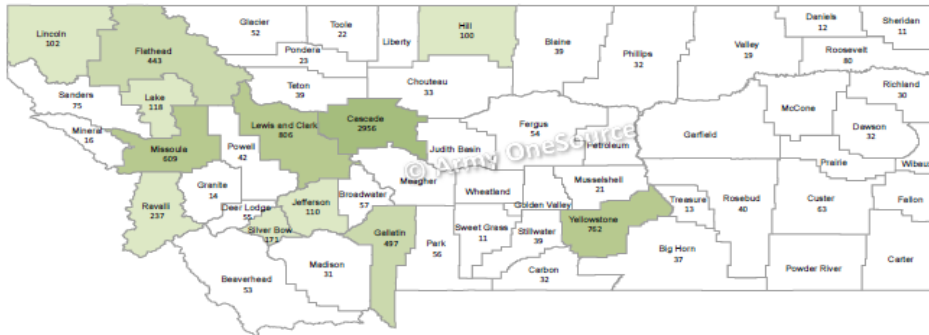 Lincoln
102
Flathead
443
Glacier
52
Toole
22
Liberty
Hill
100
Blaine
39
Phillips
32
Valley
19
Daniels
12
Sheridan
11
Roosevelt
80
Pondera
23
Chouteau
33
Teton
39
Sanders
75
Lake
118
Mineral
16
Missoula
609
Powell
42
Lewis and Clark
806
Cascade
2956
Judith Basin
Fergus
54
Petroleum
Garfield
McCone
Richland
30
Dawson
32
Prairie
Wibaux
© Army OneSource
Ravalli
237
Granite
14
Deer Lodge
55
Silver Bow
171
Jefferson
110
Broadwater
57
Meagher
Wheatland
Golden Valley
Musselshell
21
Treasure
13
Rosebud
40
Custer
63
Fallon
Gallatin
497
Park
56
Sweet Grass
11
Stillwater
39
Yellowstone
762
Big Horn
37
Powder River
Carter
Carbon
32
Madison
31
Beaverhead
53